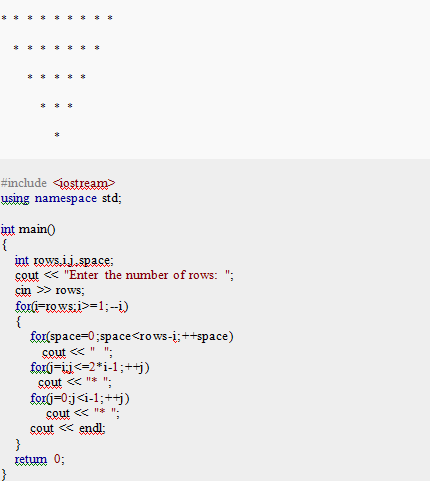 * * * * * * * * *
* * * * * * *
* * * * *
* * *
*
#include <iostream>
using namespace std;
int main()
{
int rows,i,j,space;
cout << "Enter the number of rows: ";
cin >> rows;
for(i=rows;i>=1;--i)
{
for(space=0;space<rows-i;++space)
cout << "  ";
for(j=i;j<=2*i-1;++j)
cout << "* ";
for(j=0;j<i-1;++j)
cout << "* ";
cout << endl;
}
return 0;
}